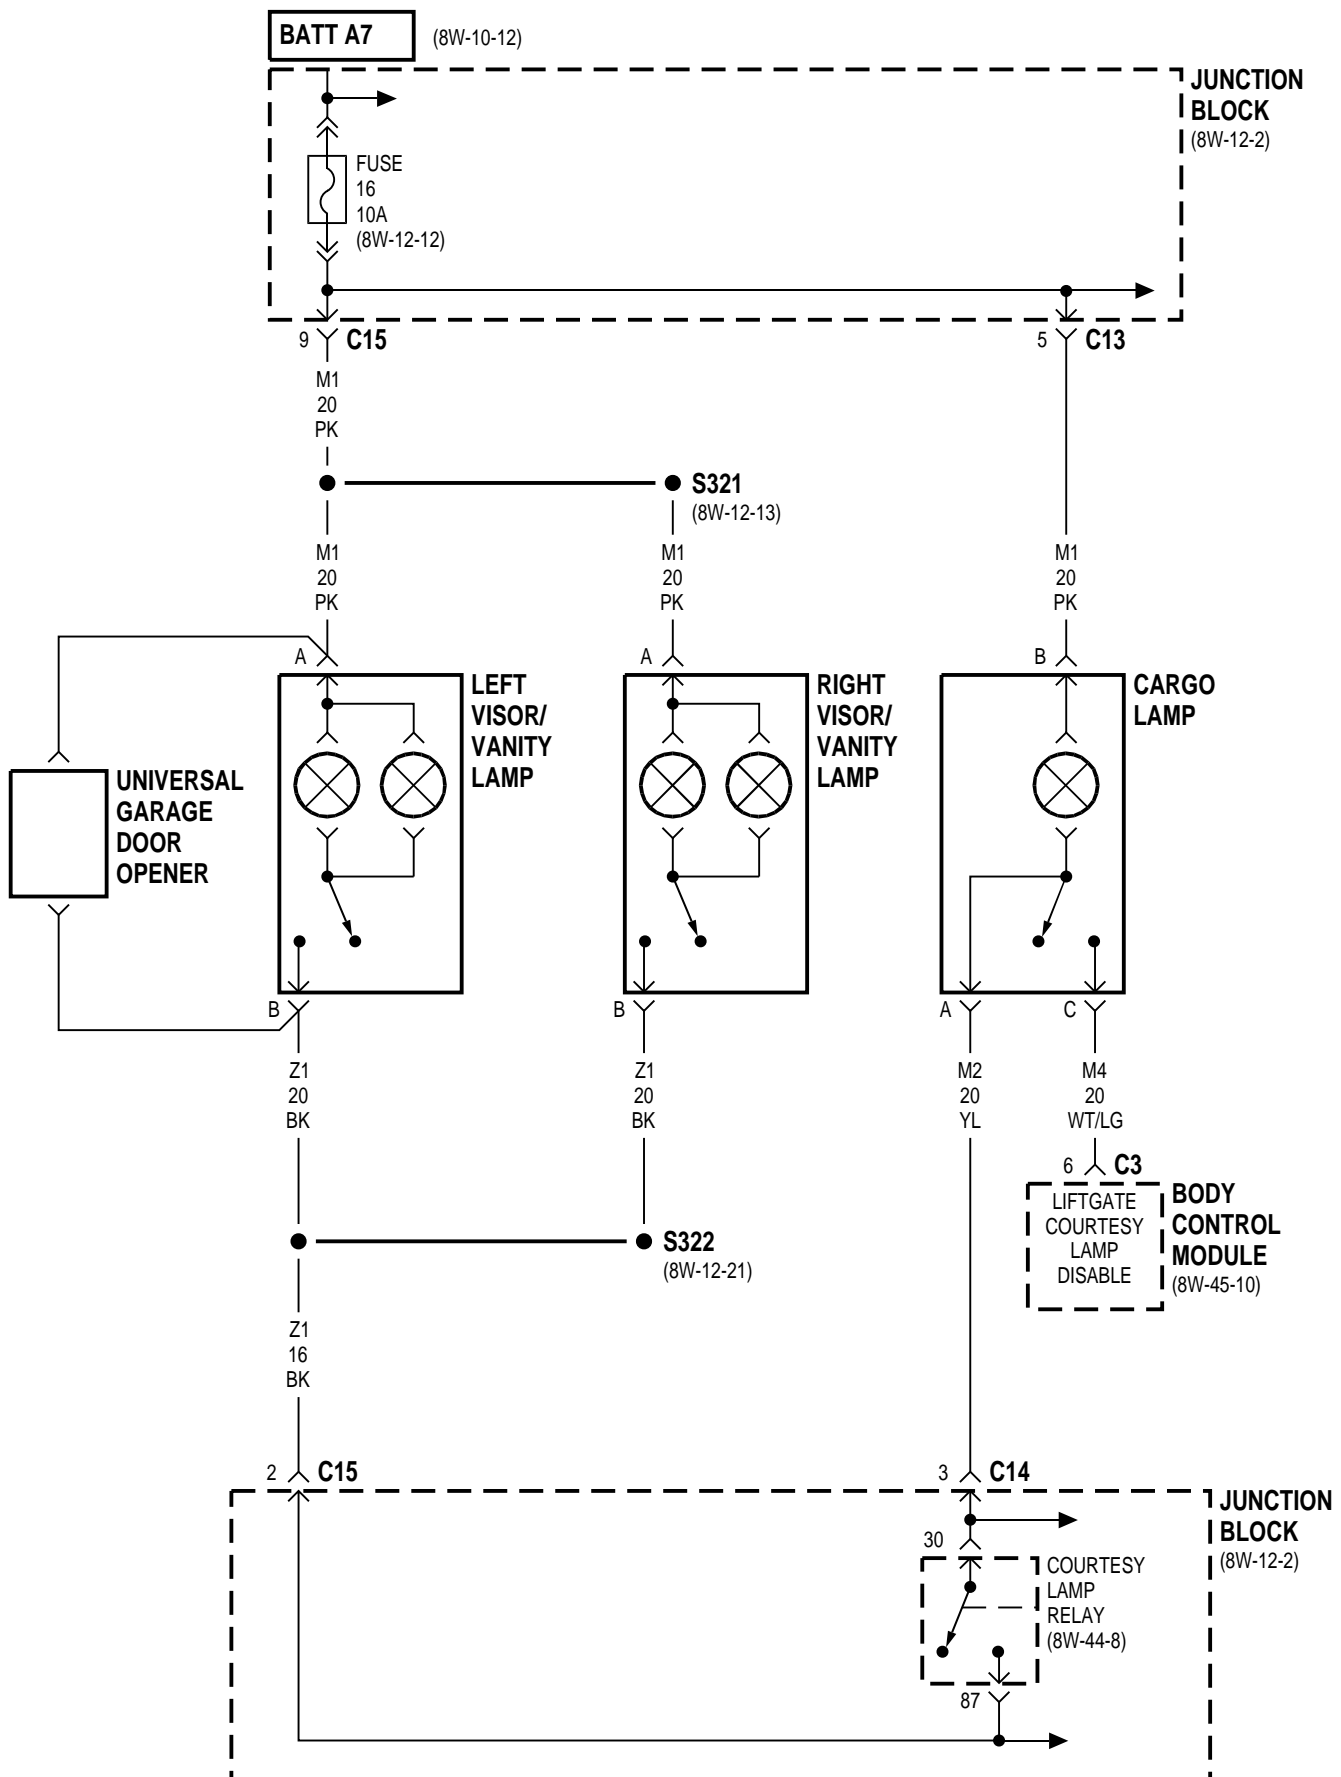 BATT A7
(8W-10-12)
JUNCTION
BLOCK
(8W-12-2)
FUSE
16
10A
(8W-12-12)
9
C15
5
C13
M1
20
PK
S321
(8W-12-13)
M1
20
PK
M1
20
PK
M1
20
PK
A
A
B
LEFT
VISOR/
VANITY
LAMP
RIGHT
VISOR/
VANITY
LAMP
CARGO
LAMP
UNIVERSAL
GARAGE
DOOR
OPENER
B
B
A
C
Z1
20
BK
Z1
20
BK
M2
20
YL
M4
20
WT/LG
6
C3
LIFTGATE
COURTESY
LAMP
DISABLE
BODY
CONTROL
MODULE
(8W-45-10)
S322
(8W-12-21)
Z1
16
BK
2
C15
3
C14
JUNCTION
BLOCK
(8W-12-2)
30
COURTESY
LAMP
RELAY
(8W-44-8)
87